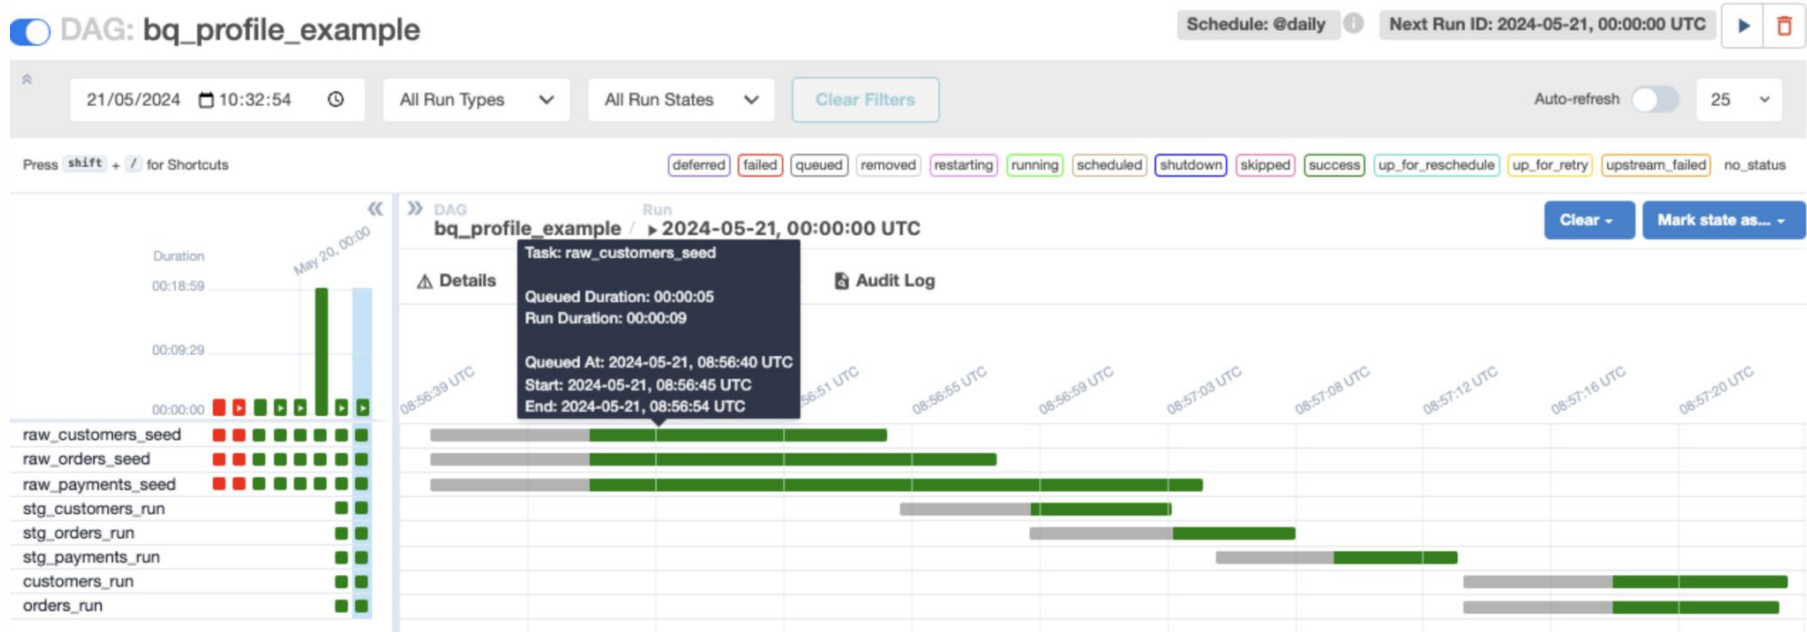 DAG: bq_profile_example
Schedule: @daily
Next Run ID: 2024-05-21, 00:00:00 UTC
21/05/2024 10:32:54
All Run Types
All Run States
Clear Filters
Auto-refresh
25
Press shift + / for Shortcuts
deferred failed queued removed restarting running scheduled shutdown skipped success up_for_reschedule up_for_retry upstream_failed no_status
DAG
bq_profile_example /
Run
2024-05-21, 00:00:00 UTC
Clear
Mark state as...
Details
Audit Log
Task: raw_customers_seed
Queued Duration: 00:00:05
Run Duration: 00:00:09
Queued At: 2024-05-21, 08:56:40 UTC
Start: 2024-05-21, 08:56:45 UTC
End: 2024-05-21, 08:56:54 UTC
Duration
May 20, 00:00
00:18:59
00:09:29
00:00:00
08:56:39 UTC
:56:51 UTC
08:56:55 UTC
08:56:59 UTC
08:57:03 UTC
08:57:08 UTC
08:57:12 UTC
08:57:16 UTC
08:57:20 UTC
raw_customers_seed
raw_orders_seed
raw_payments_seed
stg_customers_run
stg_orders_run
stg_payments_run
customers_run
orders_run